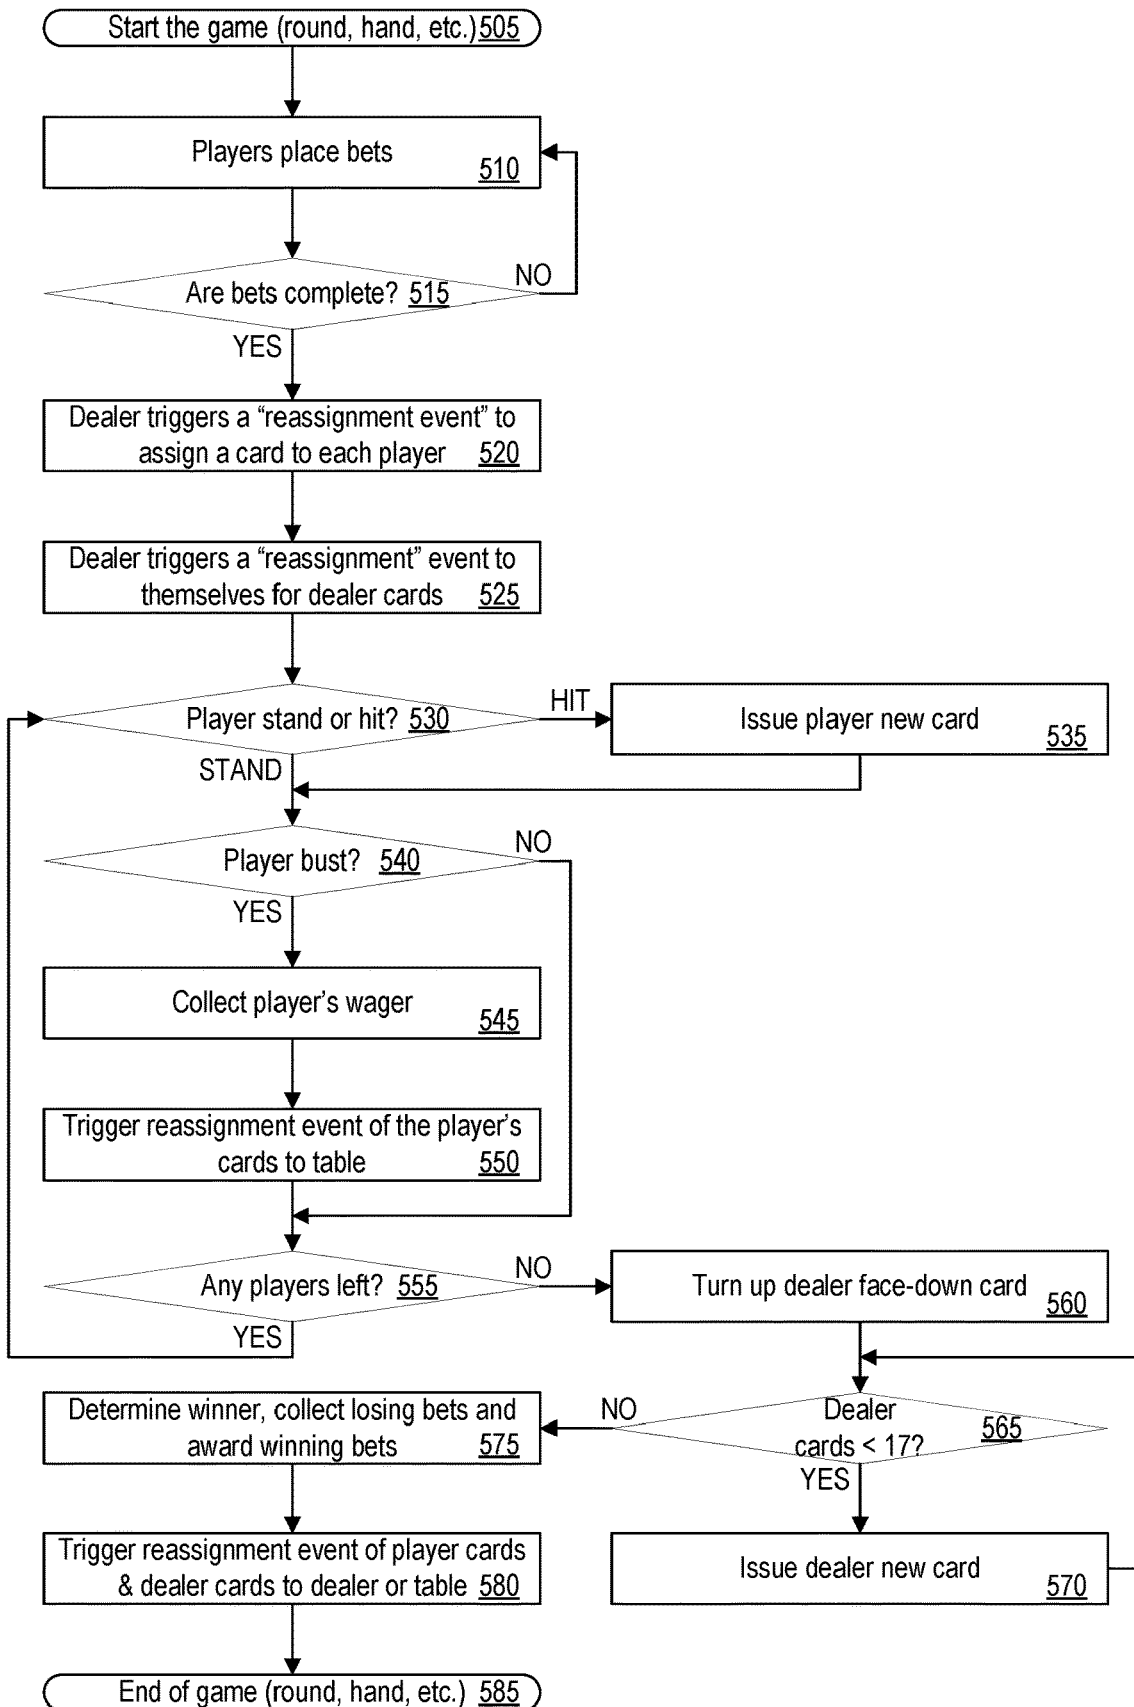 Start the game (round, hand, etc.) 505
Players place bets
510
NO
Are bets complete? 515
YES
Dealer triggers a “reassignment event” to
assign a card to each player 520
Dealer triggers a “reassignment” event to
themselves for dealer cards 525
Player stand or hit? 530
HIT
Issue player new card
535
STAND
NO
Player bust? 540
YES
Collect player’s wager
545
Trigger reassignment event of the player’s
cards to table 550
Any players left? 555
NO
Turn up dealer face-down card
560
YES
Determine winner, collect losing bets and
award winning bets 575
NO
Dealer
cards < 17? 565
YES
Trigger reassignment event of player cards
& dealer cards to dealer or table 580
Issue dealer new card
570
End of game (round, hand, etc.) 585